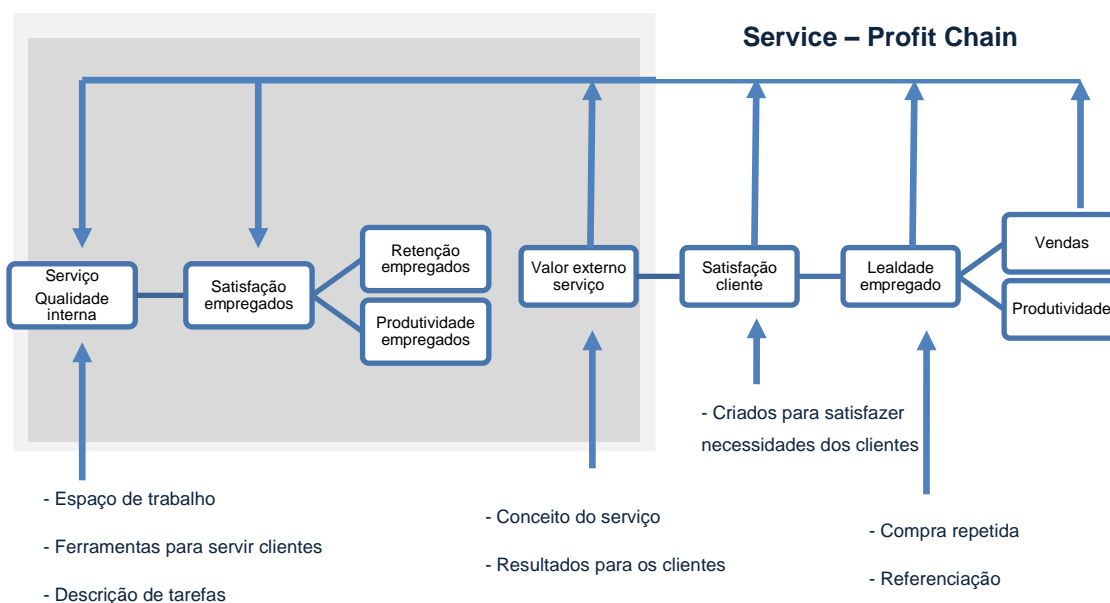 Service – Profit Chain
Serviço
Qualidade
interna
Satisfação
empregados
Retenção
empregados
Produtividade
empregados
Valor externo
serviço
Satisfação
cliente
Lealdade
empregado
Vendas
Produtividade
- Criados para satisfazer
necessidades dos clientes
- Espaço de trabalho
- Ferramentas para servir clientes
- Descrição de tarefas
- Conceito do serviço
- Resultados para os clientes
- Compra repetida
- Referenciação